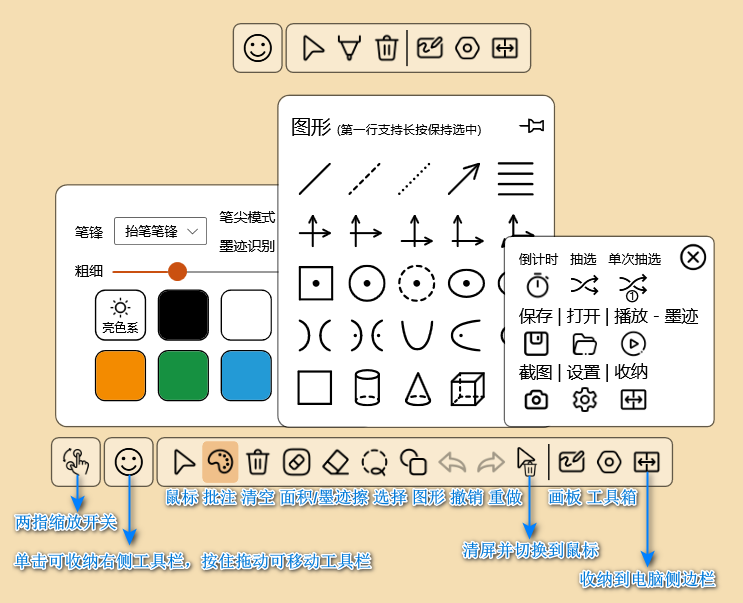 图形 (第一行支持长按保持选中)
笔锋
抬笔笔锋
笔尖模式
墨迹识别
粗细
亮色系
倒计时 抽选 单次抽选
1
保存 | 打开 | 播放 - 墨迹
截图 | 设置 | 收纳
鼠标 批注 清空 面积/墨迹擦 选择 图形 撤销 重做 画板 工具箱
两指缩放开关
单击可收纳右侧工具栏，按住拖动可移动工具栏
清屏并切换到鼠标
收纳到电脑侧边栏